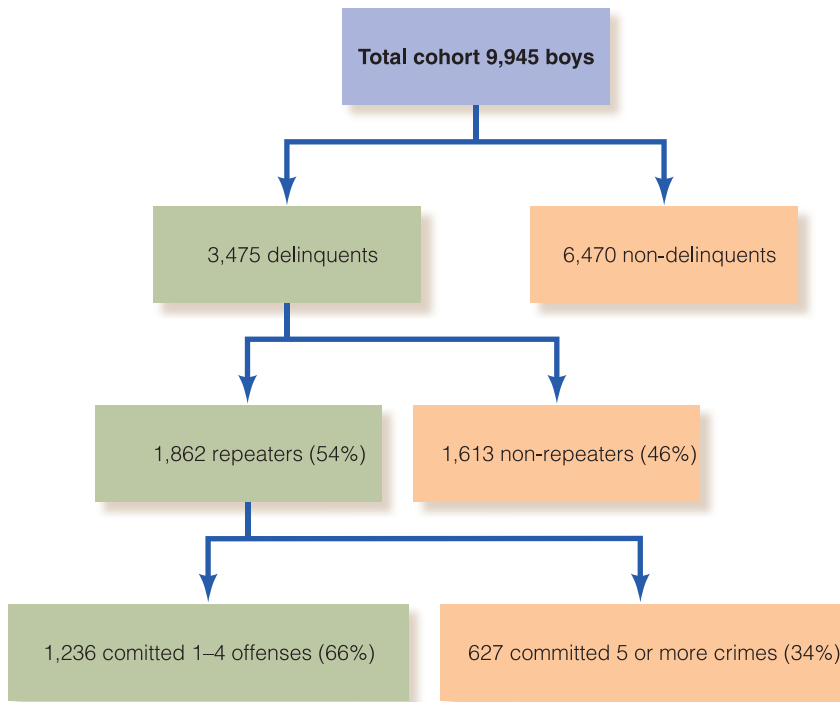 Total cohort 9,945 boys
3,475 delinquents
6,470 non-delinquents
1,862 repeaters (54%)
1,613 non-repeaters (46%)
1,236 comitted 1–4 offenses (66%)
627 committed 5 or more crimes (34%)